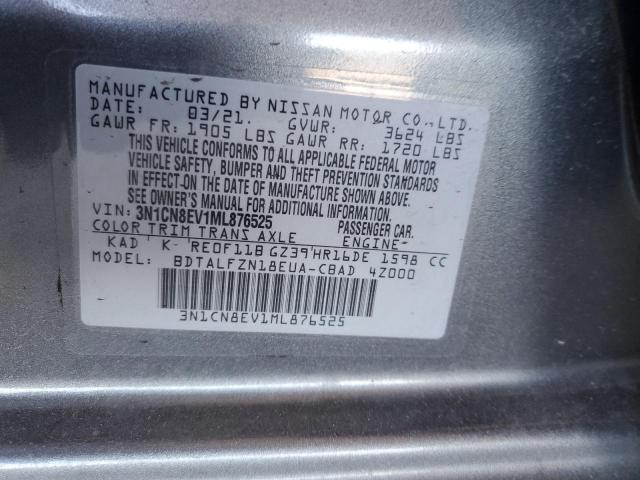 MANUFACTURED BY NISSAN MOTOR CO.,LTD.
DATE: 03/21. GVWR: 3624 LBS
GAWR FR: 1905 LBS GAWR RR: 1720 LBS
THIS VEHICLE CONFORMS TO ALL APPLICABLE FEDERAL MOTOR
VEHICLE SAFETY, BUMPER AND THEFT PREVENTION STANDARDS
IN EFFECT ON THE DATE OF MANUFACTURE SHOWN ABOVE.
SEE OWNER'S MANUAL FOR ADDITIONAL INFORMATION.
VIN: 3N1CN8EV1ML876525 PASSENGER CAR.
COLOR TRIM TRANS AXLE ENGINE
KAD K RE0F11B GZ39 HR16DE 1598 CC
MODEL: BDTALFZN18EUA-CBAD 4Z000
3N1CN8EV1ML876525